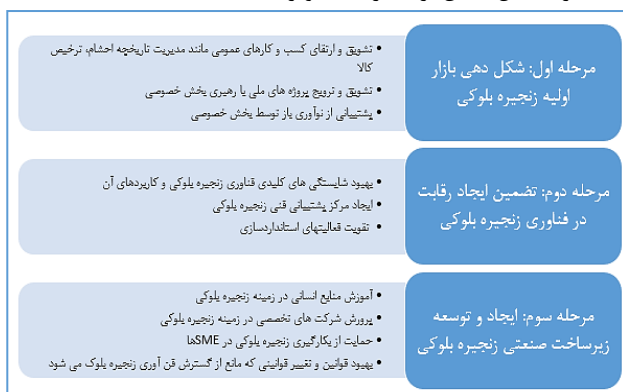 مرحله اول: شکل دهی بازار
اولیه زنجیره بلوکی
• تشویق و ارتقای کسب و کارهای عمومی مانند مدیریت تاریخچه احشام، ترخیص
کالا
• تشویق و ترویج پروژه های ملی با رهبری بخش خصوصی
• پشتیبانی از نوآوری باز توسط بخش خصوصی
مرحله دوم: تضمین ایجاد رقابت
در فناوری زنجیره بلوکی
• بهبود شایستگی های کلیدی فناوری زنجیره بلوکی و کاربردهای آن
• ایجاد مرکز پشتیبانی فنی زنجیره بلوکی
• تقویت فعالیتهای استانداردسازی
مرحله سوم: ایجاد و توسعه
زیرساخت صنعتی زنجیره بلوکی
• آموزش منابع انسانی در زمینه زنجیره بلوکی
• پرورش شرکت های تخصصی در زمینه زنجیره بلوکی
• حمایت از بکارگیری زنجیره بلوکی در SMEها
• بهبود قوانین و تغییر قوانینی که مانع از گسترش فن آوری زنجیره بلوک می شود